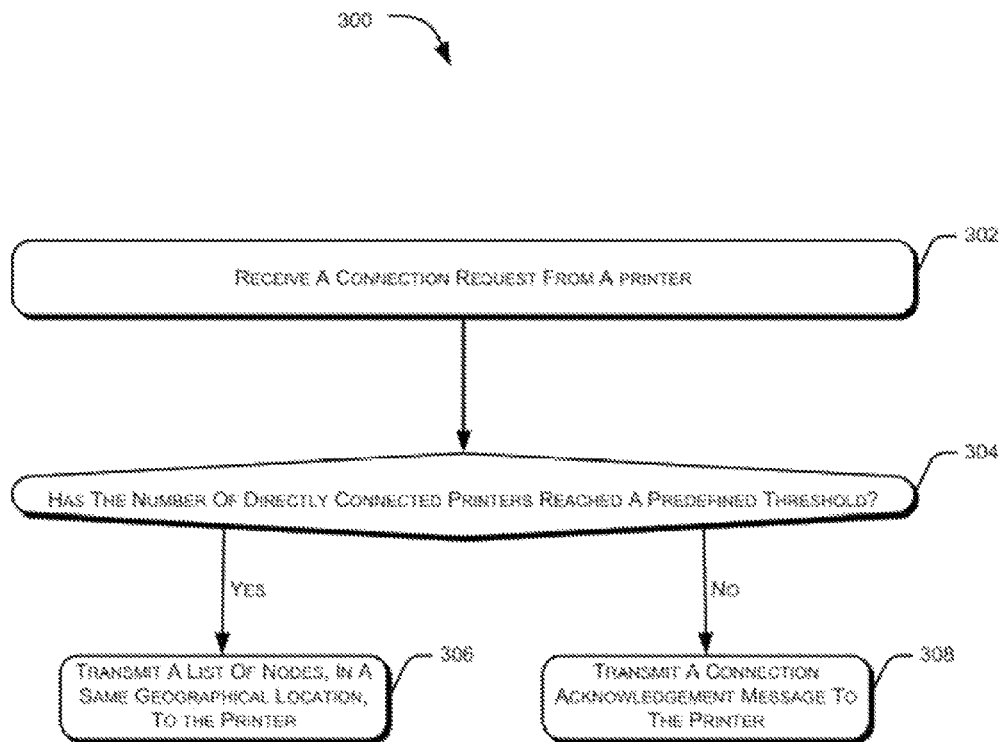 300
302
RECEIVE A CONNECTION REQUEST FROM A PRINTER
304
HAS THE NUMBER OF DIRECTLY CONNECTED PRINTERS REACHED A PREDEFINED THRESHOLD?
YES
NO
306
TRANSMIT A LIST OF NODES, IN A
SAME GEOGRAPHICAL LOCATION,
TO THE PRINTER
308
TRANSMIT A CONNECTION
ACKNOWLEDGEMENT MESSAGE TO
THE PRINTER